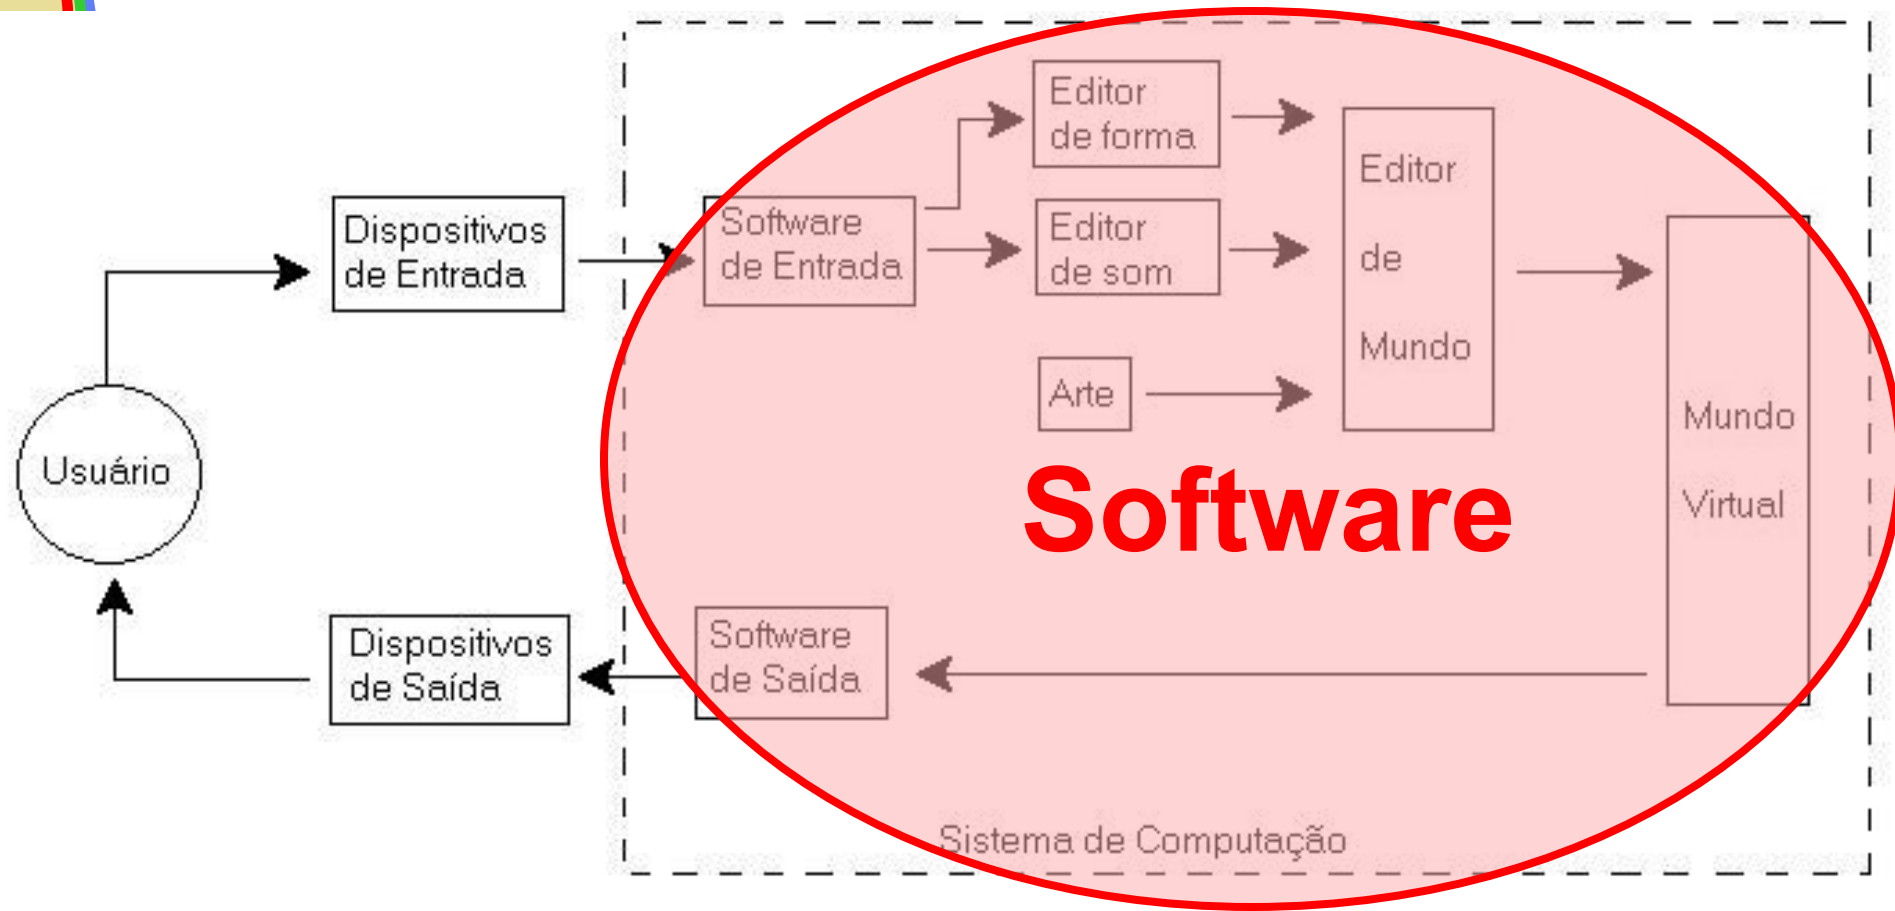 Editor
de forma
Editor
de
Mundo
Dispositivos
de Entrada
Software
de Entrada
Editor
de som
Arte
Mundo
Virtual
Usuário
Software
Dispositivos
de Saída
Software
de Saída
Sistema de Computação